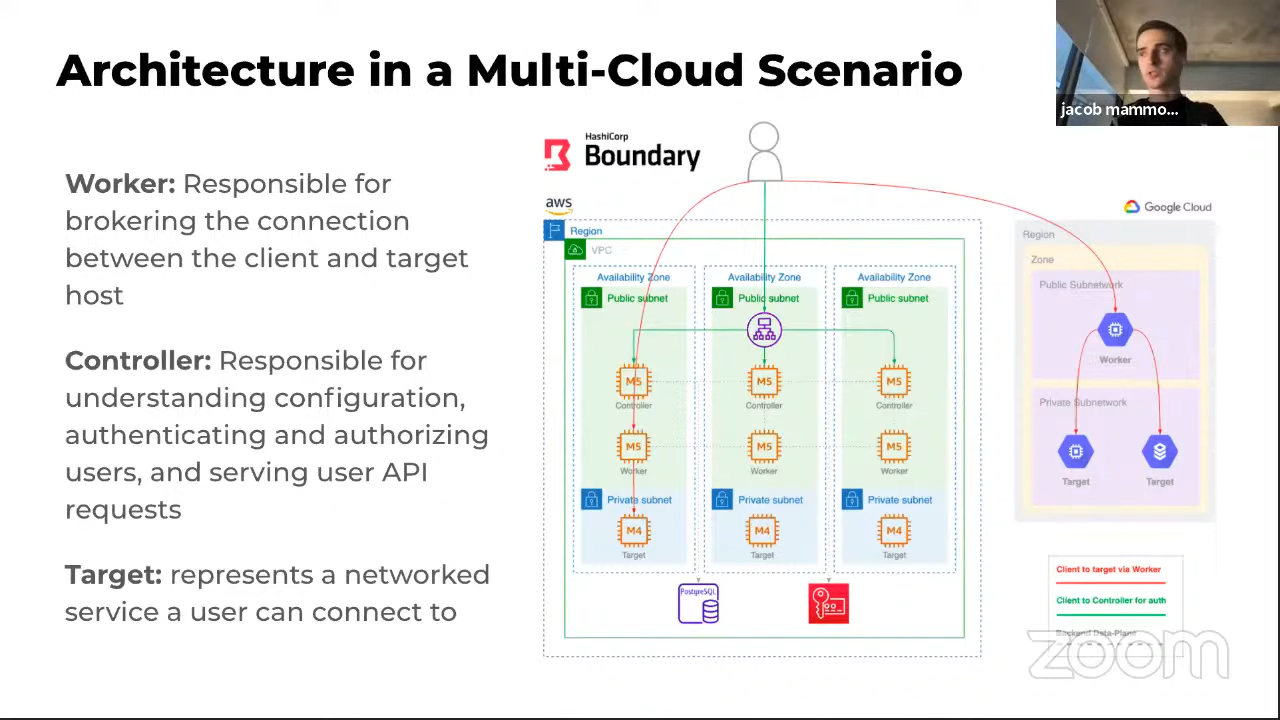 Architecture in a Multi-Cloud Scenario
jacob mammo...
Worker: Responsible for
brokering the connection
between the client and target
host
Controller: Responsible for
understanding configuration,
authenticating and authorizing
users, and serving user API
requests
Target: represents a networked
service a user can connect to
HashiCorp
Boundary
aws
Region
VPC
Availability Zone
Availability Zone
Availability Zone
Public subnet
Public subnet
Public subnet
M5
M5
M5
Controller
Controller
Controller
M5
M5
M5
Worker
Worker
Worker
Private subnet
Private subnet
Private subnet
M4
M4
M4
Target
Target
Target
PostgreSQL
Google Cloud
Region
Zone
Public Subnetwork
Worker
Private Subnetwork
Target
Target
Client to target via Worker
Client to Controller for auth
Backend Data-Plane
zoom